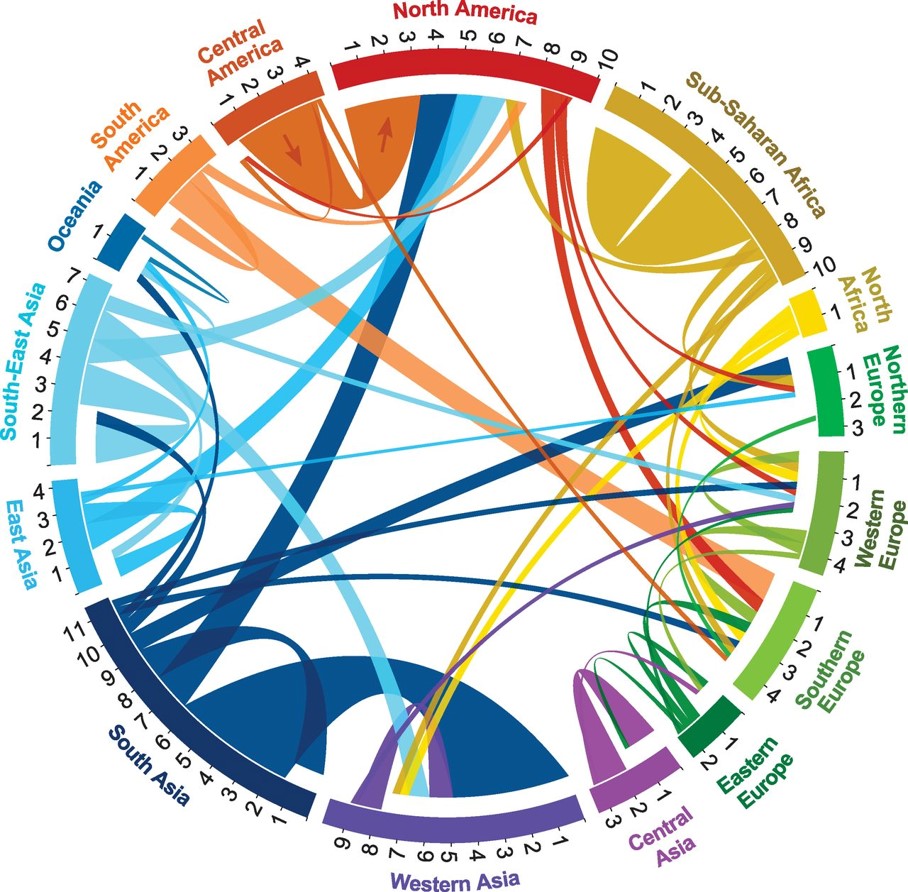 North America
1 2 3 4 5 6 7 8 9 10
Sub-Saharan Africa
1 2 3 4 5 6 7 8 9 10
North
Africa
1
Northern
Europe
1 2 3
Western
Europe
1 2 3 4
Southern
Europe
1 2 3 4
Eastern
Europe
1 2
Central
Asia
1 2 3
Western Asia
1 2 3 4 5 6 7 8 9
South Asia
1 2 3 4 5 6 7 8 9 10 11
East Asia
1 2 3 4
South-East Asia
1 2 3 4 5 6 7
Oceania
1
South
America
1 2 3
Central
America
1 2 3 4